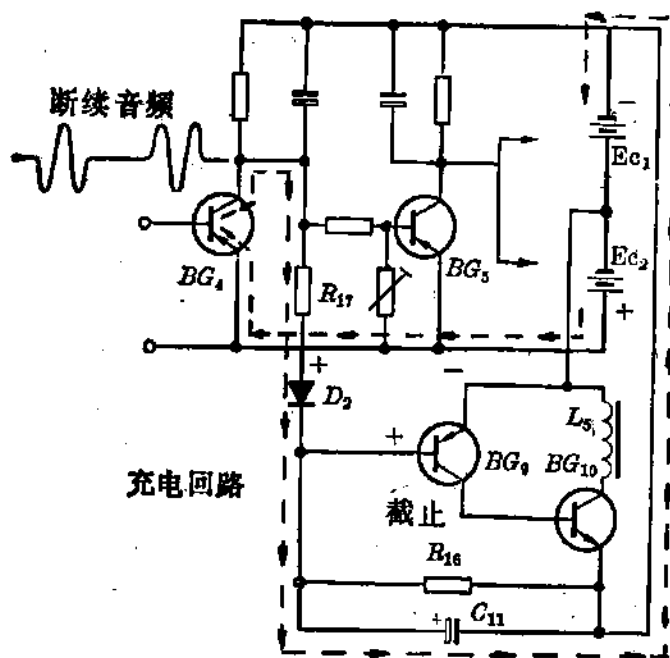 断续音频
−
Ec₁
BG₄
BG₅
Ec₂
R₁₇
+
+
−
D₂
L₅
+
BG₉
BG₁₀
充电回路
截止
R₁₆
+
C₁₁